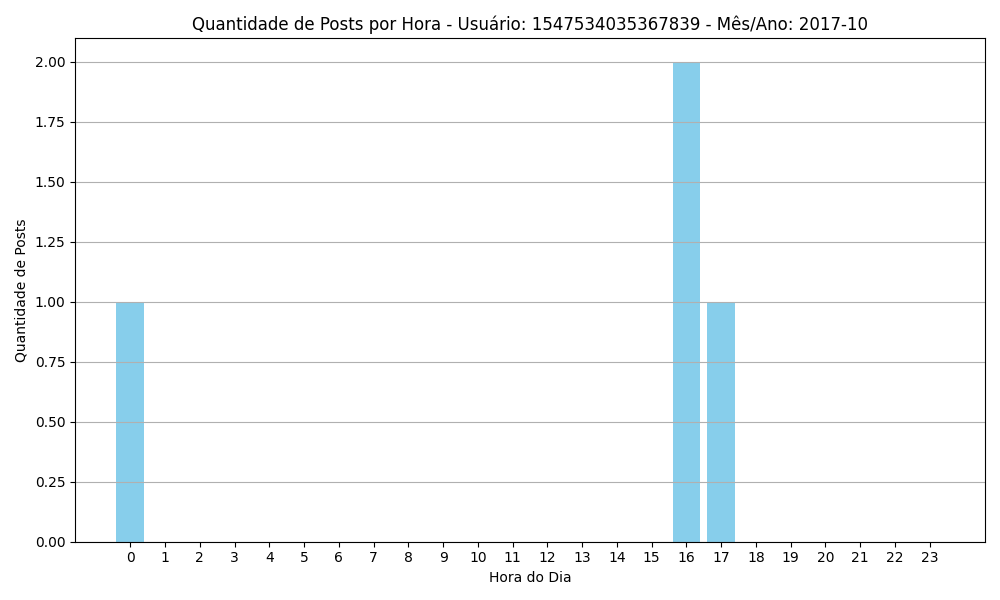 Quantidade de Posts por Hora - Usuário: 1547534035367839 - Mês/Ano: 2017-10
Quantidade de Posts
2.00
1.75
1.50
1.25
1.00
0.75
0.50
0.25
0.00
0 1 2 3 4 5 6 7 8 9 10 11 12 13 14 15 16 17 18 19 20 21 22 23
Hora do Dia